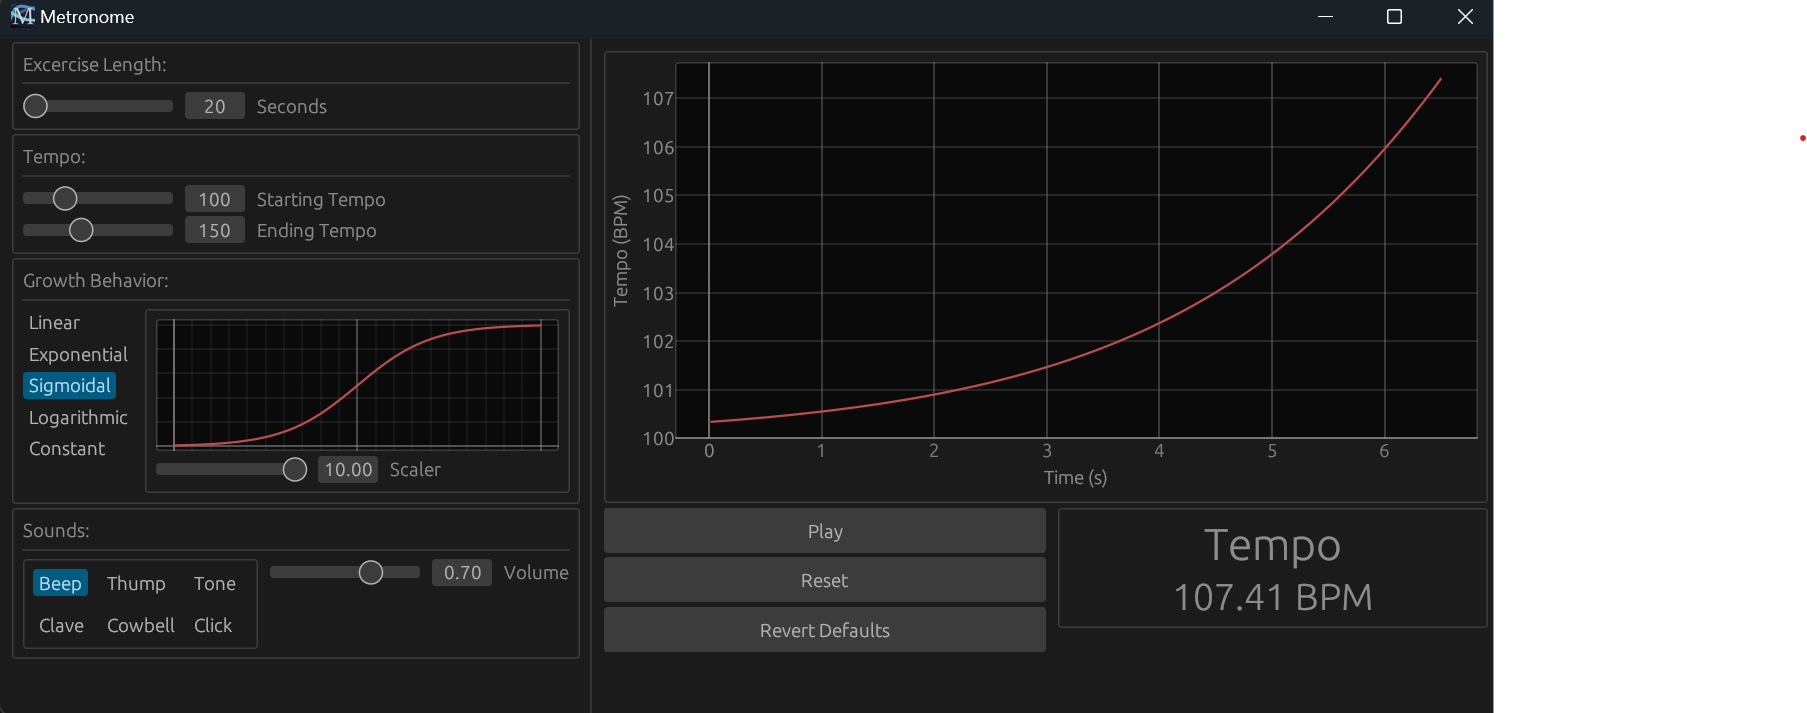 Metronome
Excercise Length:
20 Seconds
Tempo:
100 Starting Tempo
150 Ending Tempo
Growth Behavior:
Linear
Exponential
Sigmoidal
Logarithmic
Constant
10.00 Scaler
Sounds:
Beep Thump Tone
Clave Cowbell Click
0.70 Volume
Tempo (BPM)
107
106
105
104
103
102
101
100
0 1 2 3 4 5 6
Time (s)
Play
Reset
Revert Defaults
Tempo
107.41 BPM